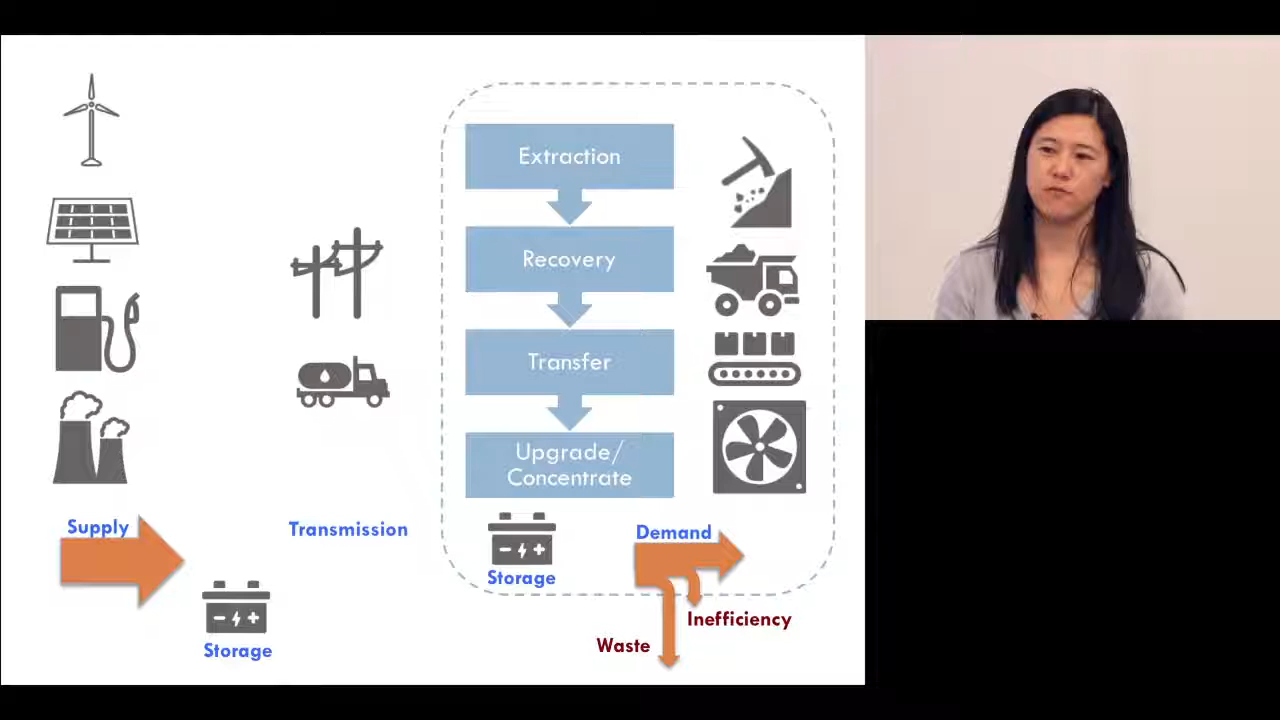 Extraction
Recovery
Transfer
Upgrade/
Concentrate
Supply
Transmission
Demand
Storage
Inefficiency
Waste
Storage